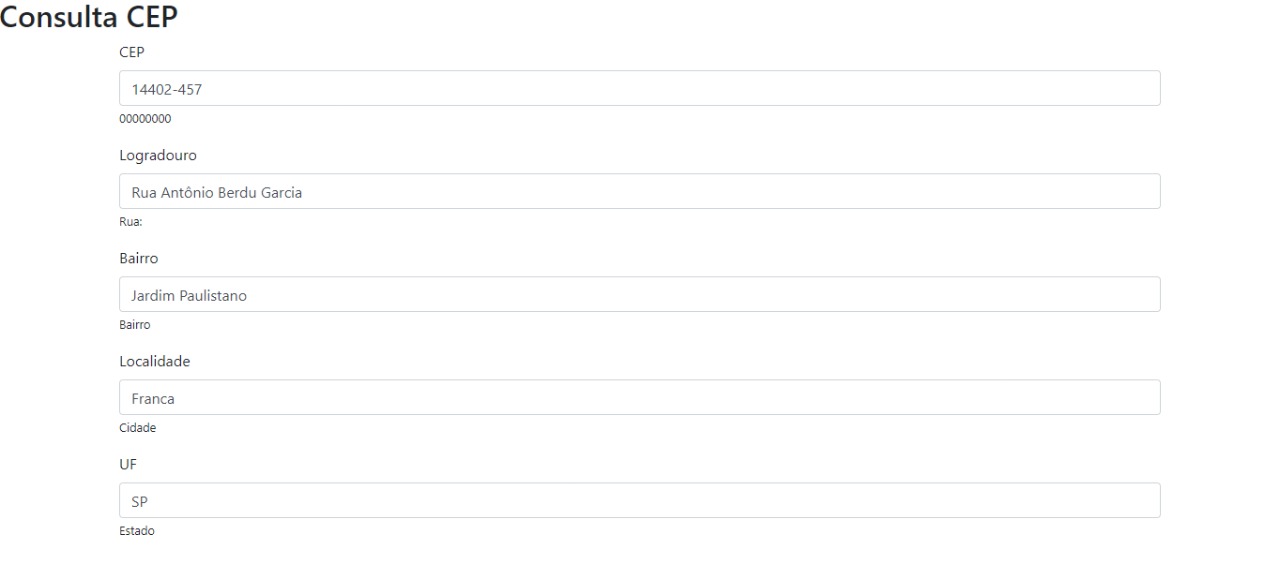 Consulta CEP
CEP
14402-457
00000000
Logradouro
Rua Antônio Berdu Garcia
Rua:
Bairro
Jardim Paulistano
Bairro
Localidade
Franca
Cidade
UF
SP
Estado